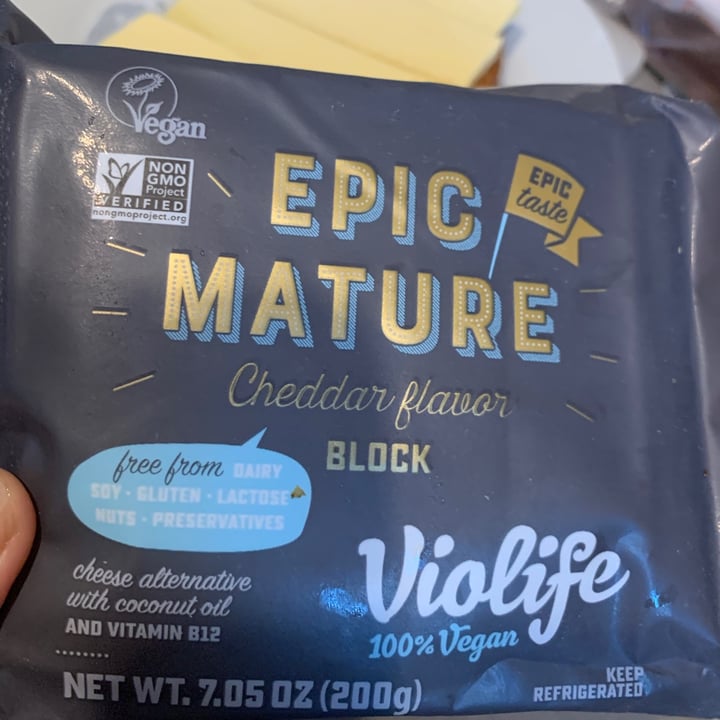 Vegan
NON
GMO
Project
VERIFIED
nongmoproject.org
EPIC
EPIC
taste
MATURE
Cheddar flavor
BLOCK
free from DAIRY
SOY · GLUTEN · LACTOSE
NUTS · PRESERVATIVES
cheese alternative
with coconut oil
AND VITAMIN B12
Violife
100% Vegan
NET WT. 7.05 OZ (200g)
KEEP
REFRIGERATED